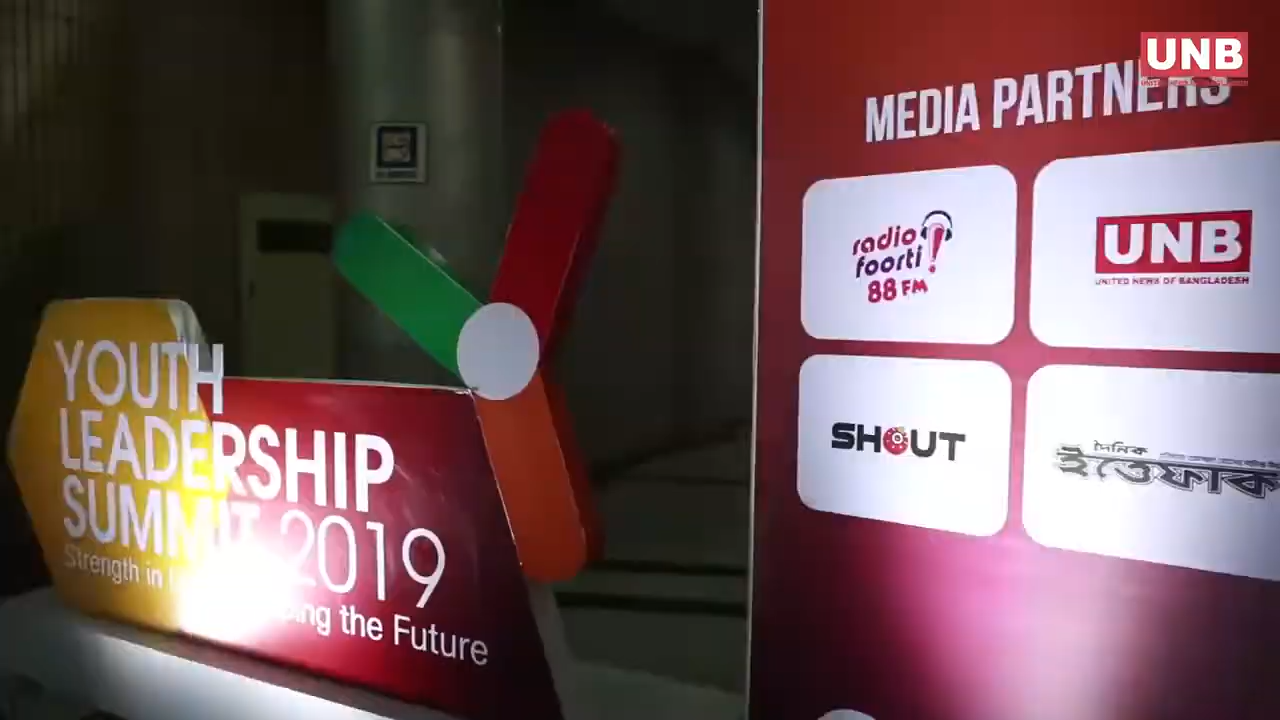 YOUTH
LEADERSHIP
SUMMIT 2019
Strength in
the Future
MEDIA PARTNERS
radio
foorti
88 FM
UNB
UNITED NEWS OF BANGLADESH
SHOUT
দৈনিক
ইত্তেফাক
UNB